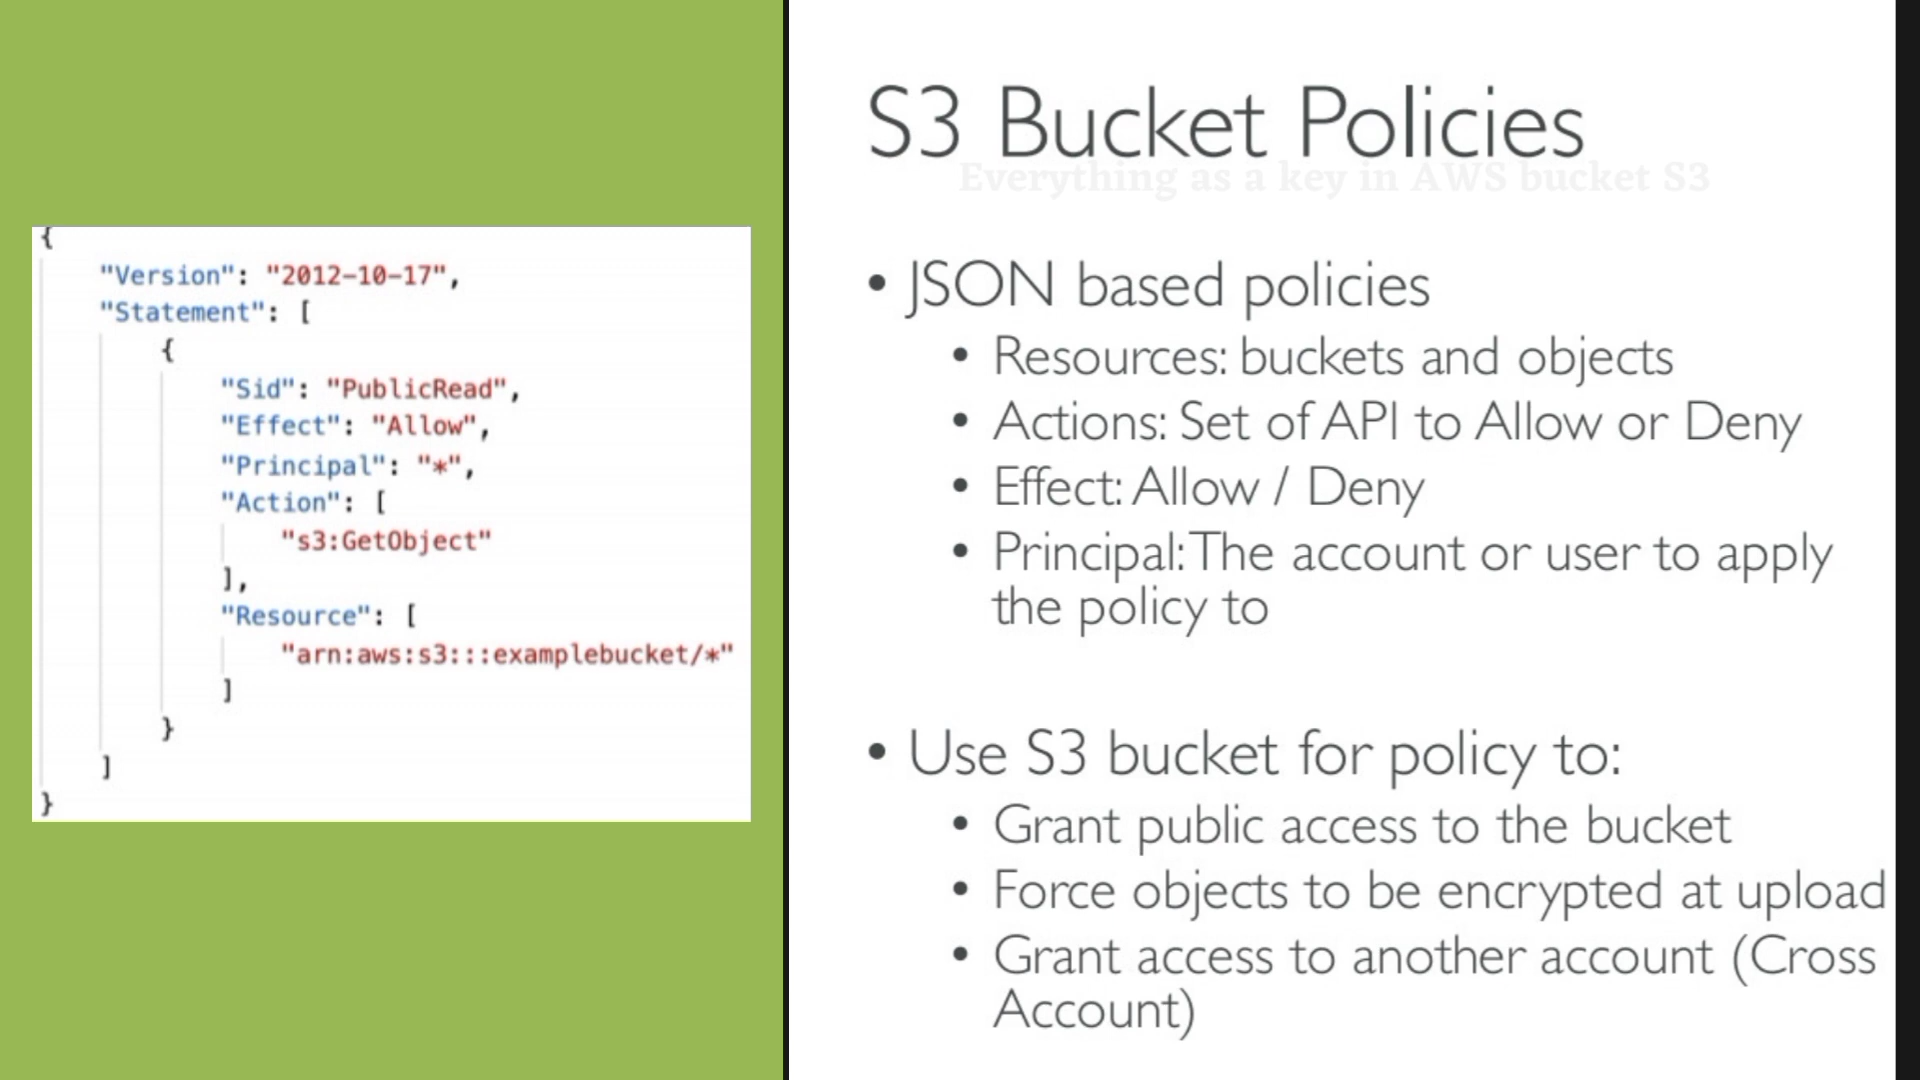 {
"Version": "2012-10-17",
"Statement": [
{
"Sid": "PublicRead",
"Effect": "Allow",
"Principal": "*",
"Action": [
"s3:GetObject"
],
"Resource": [
"arn:aws:s3:::examplebucket/*"
]
}
]
}
S3 Bucket Policies
Everything as a key in AWS bucket S3
• JSON based policies
• Resources: buckets and objects
• Actions: Set of API to Allow or Deny
• Effect: Allow / Deny
• Principal: The account or user to apply
the policy to
• Use S3 bucket for policy to:
• Grant public access to the bucket
• Force objects to be encrypted at upload
• Grant access to another account (Cross
Account)